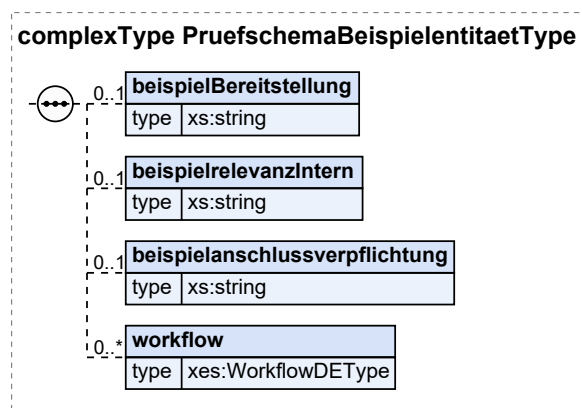 complexType PruefschemaBeispielentitaetType
0..1
beispielBereitstellung
type xs:string
0..1
beispielrelevanzIntern
type xs:string
0..1
beispielanschlussverpflichtung
type xs:string
0..*
workflow
type xes:WorkflowDEType